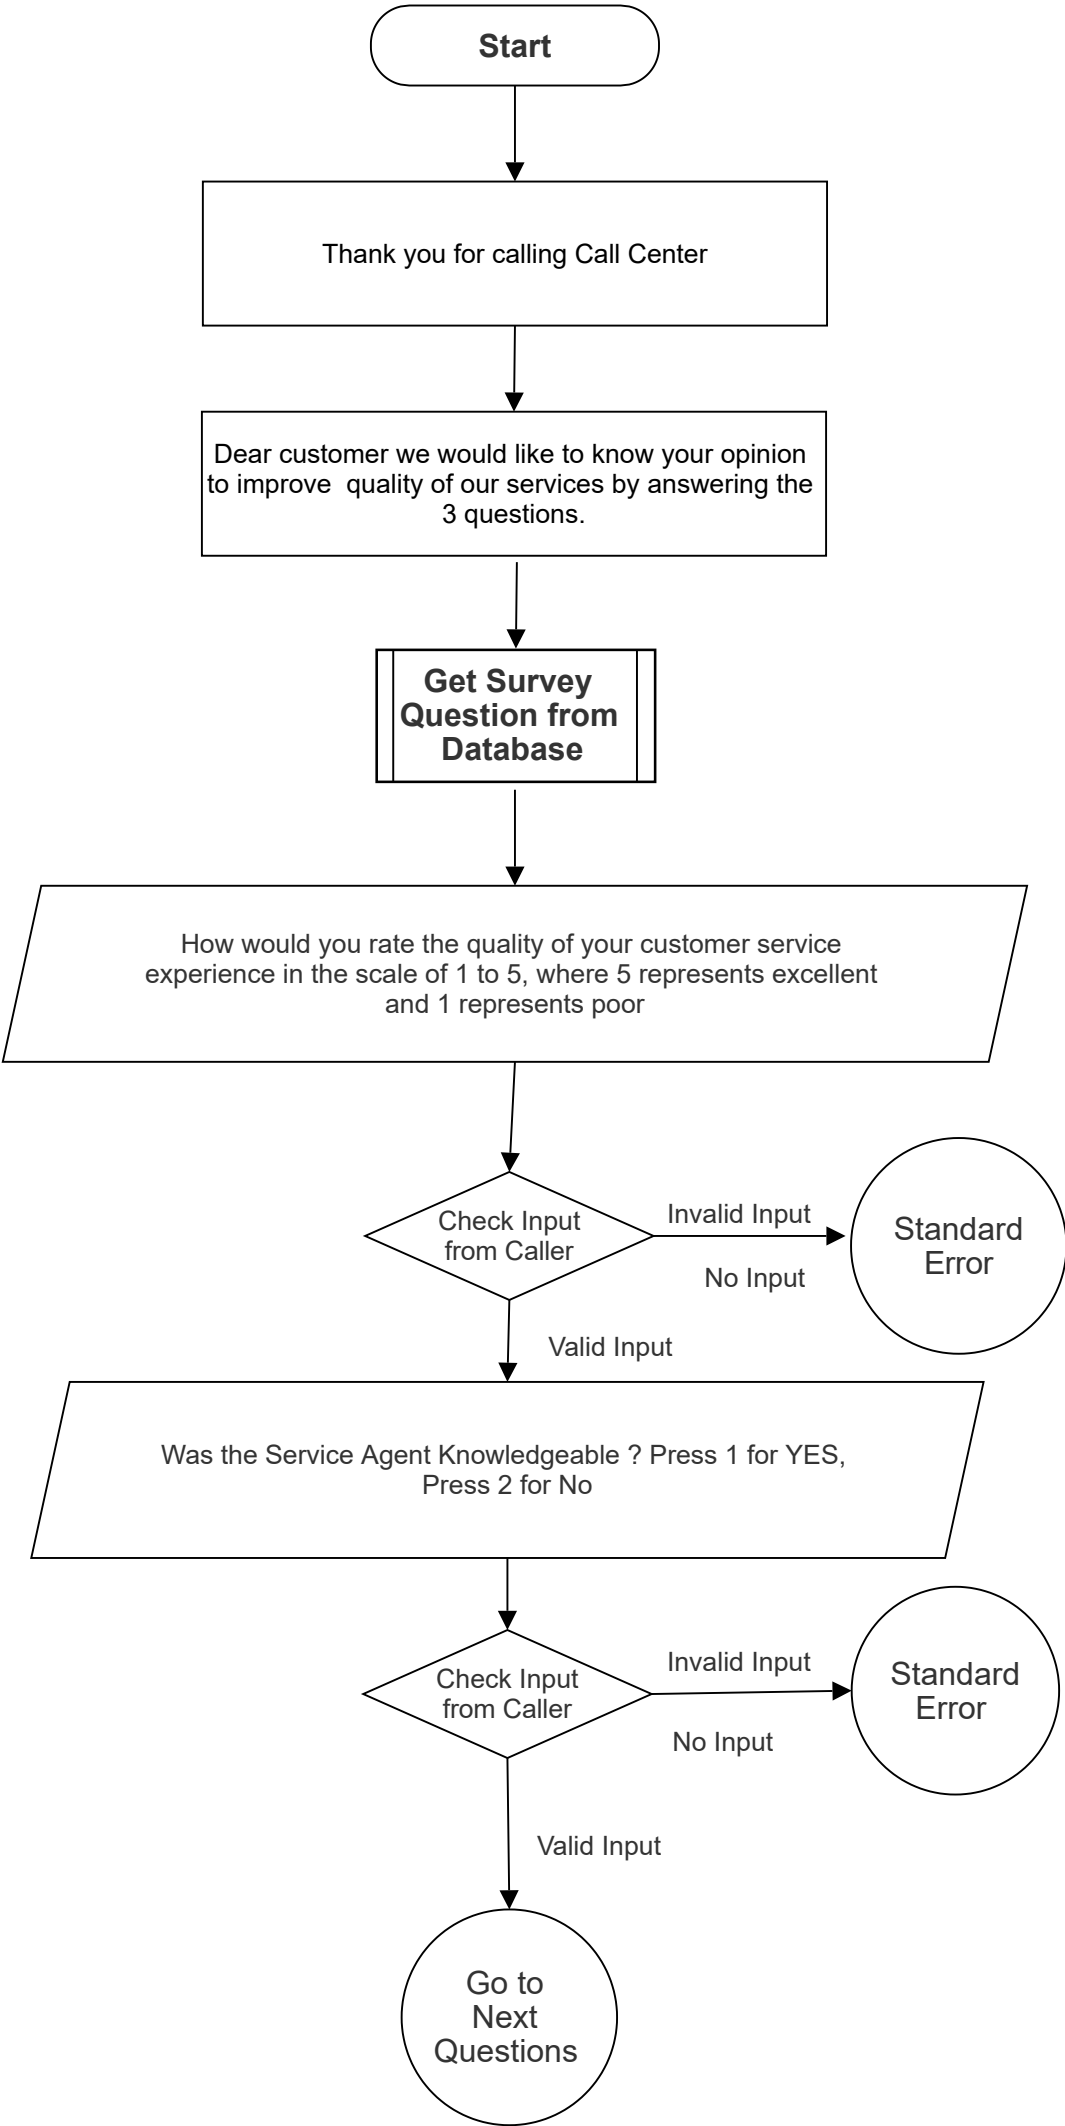 Start
Thank you for calling Call Center
Dear customer we would like to know your opinion
to improve  quality of our services by answering the
3 questions.
Get Survey
Question from
Database
How would you rate the quality of your customer service
experience in the scale of 1 to 5, where 5 represents excellent
and 1 represents poor
Check Input
from Caller
Invalid Input
No Input
Standard
Error
Valid Input
Was the Service Agent Knowledgeable ? Press 1 for YES,
Press 2 for No
Check Input
from Caller
Invalid Input
No Input
Standard
Error
Valid Input
Go to
Next
Questions